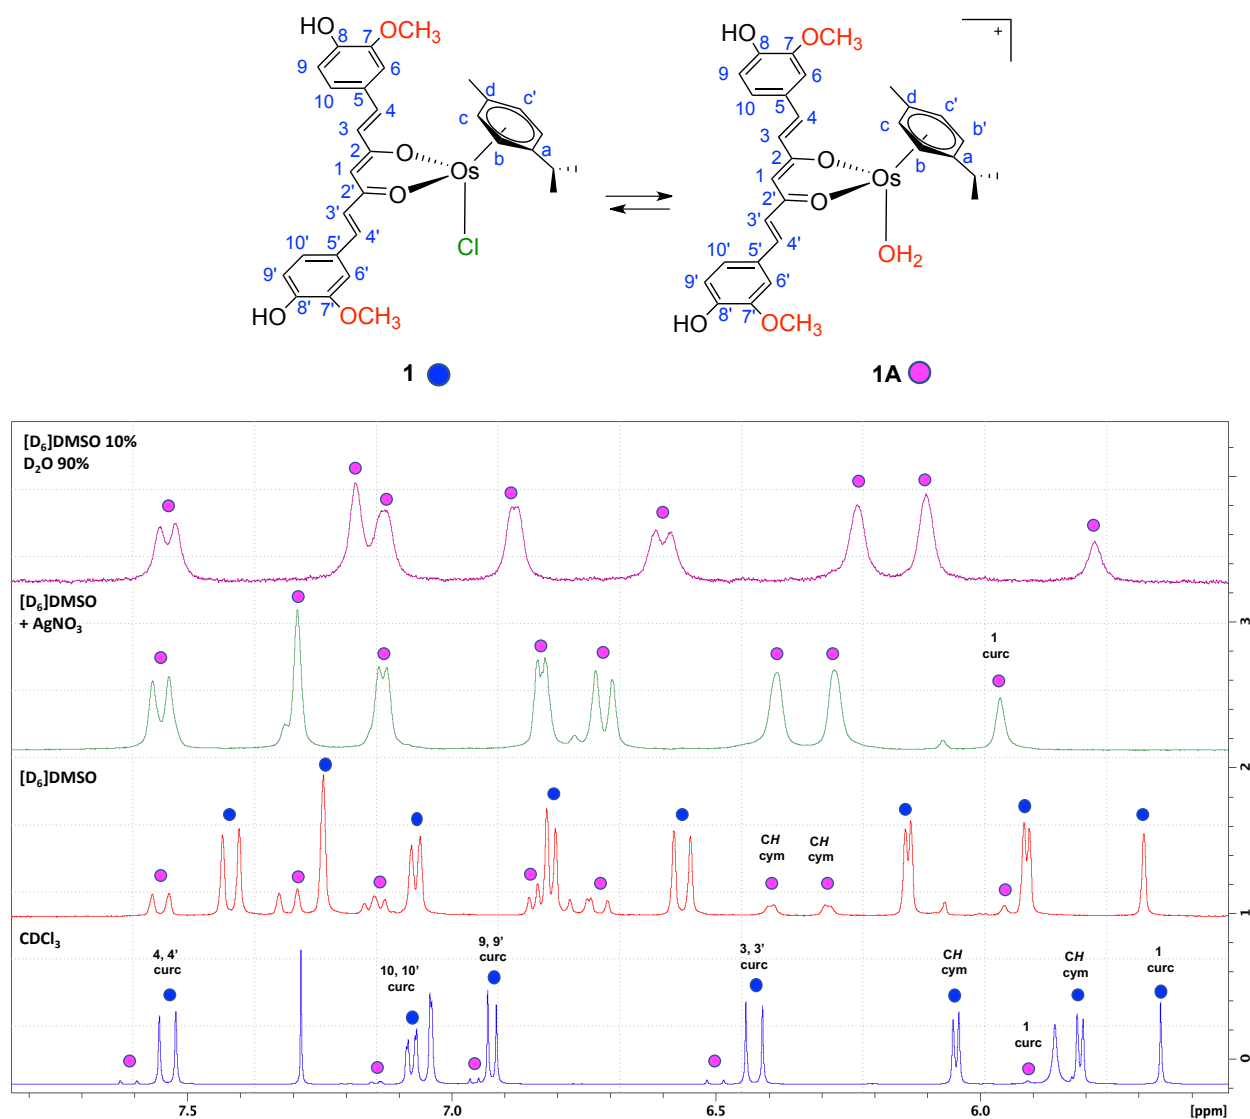 HO
8
7
OCH3
9
6
10
5
4
3
2
O
1
Os
2'
O
3'
Cl
4'
10'
5'
9'
6'
8'
7'
HO
OCH3
d
c'
c
b
a
1
+
HO
8
7
OCH3
9
6
10
5
4
3
2
O
1
Os
2'
O
3'
OH2
4'
10'
5'
9'
6'
8'
7'
HO
OCH3
d
c'
c
b'
b
a
1A
[D6]DMSO 10%
D2O 90%
[D6]DMSO
+ AgNO3
1
curc
[D6]DMSO
CH
cym
CH
cym
CDCl3
4, 4'
curc
10, 10'
curc
9, 9'
curc
3, 3'
curc
CH
cym
1
curc
CH
cym
1
curc
3
2
1
0
7.5 7.0 6.5 6.0 [ppm]